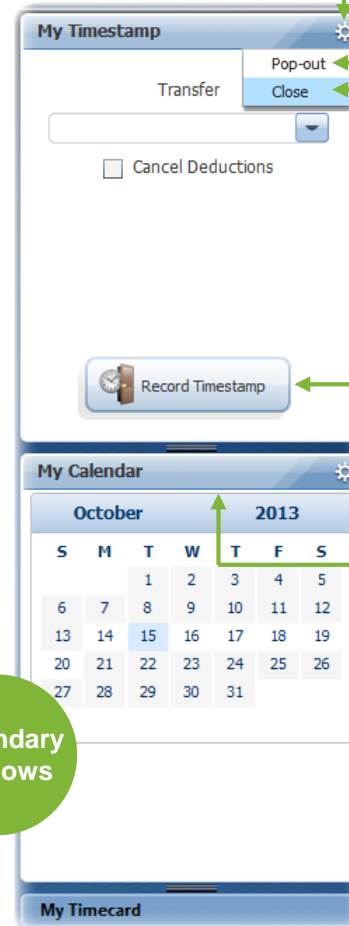 My Timestamp
Pop-out
Transfer
Close
Cancel Deductions
Record Timestamp
My Calendar
October 2013
S M T W T F S
1 2 3 4 5
6 7 8 9 10 11 12
13 14 15 16 17 18 19
20 21 22 23 24 25 26
27 28 29 30 31
ndary
ows
My Timecard